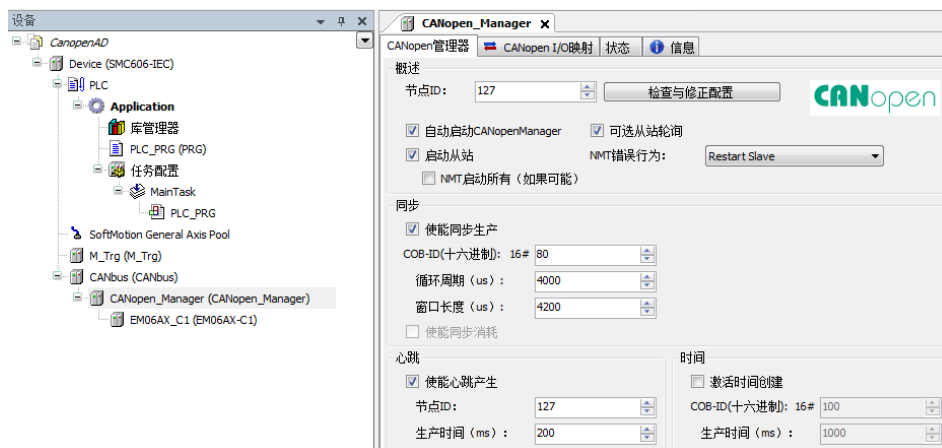 设备
CanopenAD
Device (SMC606-IEC)
PLC
Application
库管理器
PLC_PRG (PRG)
任务配置
MainTask
PLC_PRG
SoftMotion General Axis Pool
M_Trg (M_Trg)
CANbus (CANbus)
CANopen_Manager (CANopen_Manager)
EM06AX_C1 (EM06AX-C1)
CANopen_Manager
CANopen管理器 CANopen I/O映射 状态 信息
概述
节点ID: 127 检查与修正配置 CANopen
自动启动CANopenManager 可选从站轮询
启动从站 NMT错误行为: Restart Slave
NMT启动所有（如果可能）
同步
使能同步生产
COB-ID(十六进制): 16# 80
循环周期（us）: 4000
窗口长度（us）: 4200
使能同步消耗
心跳 时间
使能心跳产生 激活时间创建
节点ID: 127 COB-ID(十六进制): 16# 100
生产时间（ms）: 200 生产时间（ms）: 1000